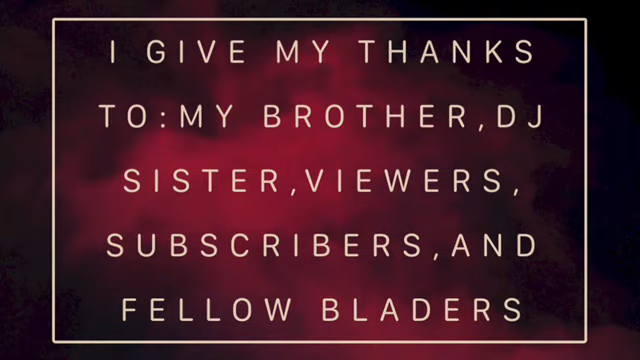 I GIVE MY THANKS
TO:MY BROTHER,DJ
SISTER,VIEWERS,
SUBSCRIBERS,AND
FELLOW BLADERS